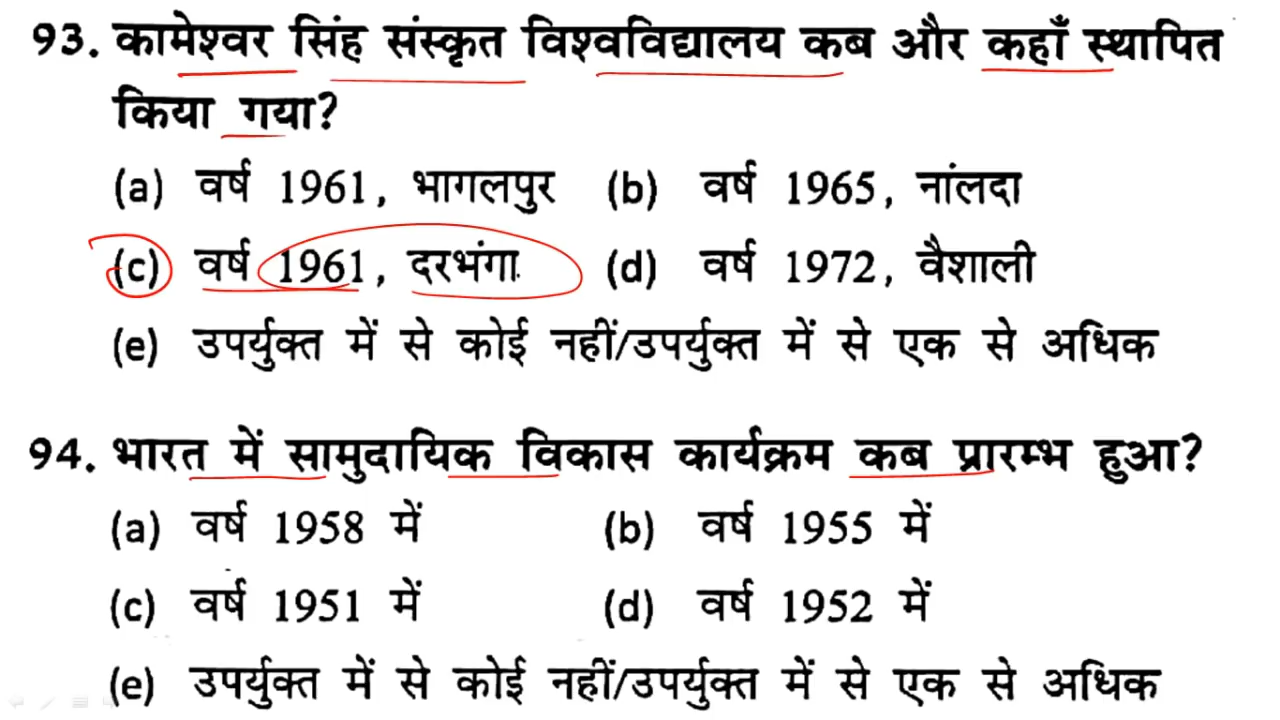 93. कामेश्वर सिंह संस्कृत विश्वविद्यालय कब और कहाँ स्थापित
किया गया?
(a) वर्ष 1961, भागलपुर (b) वर्ष 1965, नांलदा
(c) वर्ष 1961, दरभंगा (d) वर्ष 1972, वैशाली
(e) उपर्युक्त में से कोई नहीं/उपर्युक्त में से एक से अधिक
94. भारत में सामुदायिक विकास कार्यक्रम कब प्रारम्भ हुआ?
(a) वर्ष 1958 में (b) वर्ष 1955 में
(c) वर्ष 1951 में (d) वर्ष 1952 में
(e) उपर्युक्त में से कोई नहीं/उपर्युक्त में से एक से अधिक